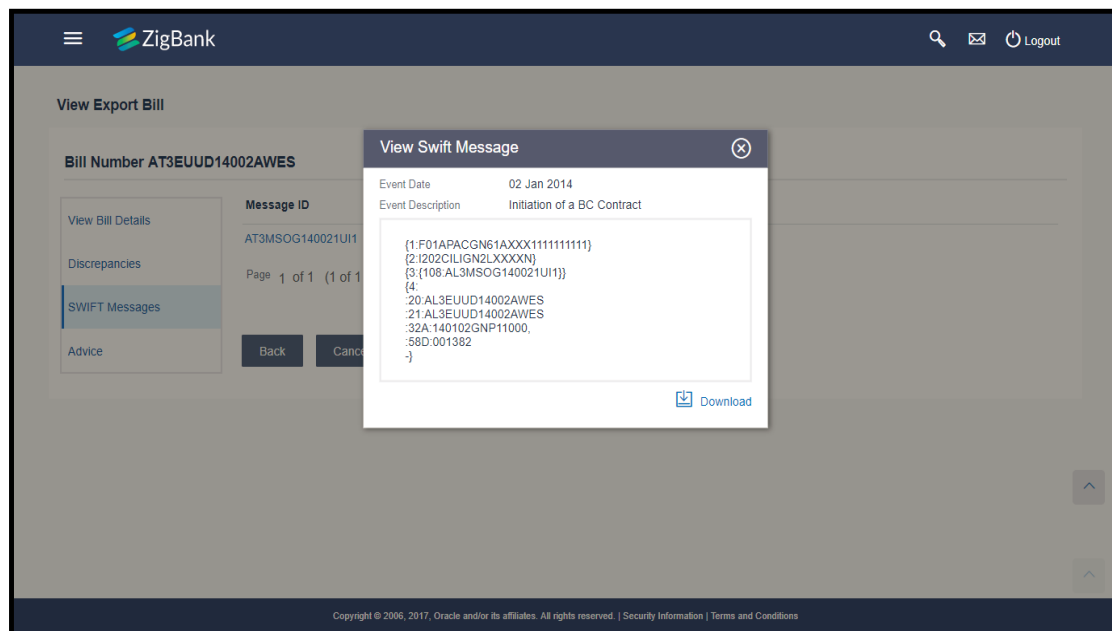 ZigBank
Logout
View Export Bill
Bill Number AT3EUUD14002AWES
View Bill Details
Discrepancies
SWIFT Messages
Advice
Message ID
AT3MSOG140021UI1
Page 1 of 1 (1 of 1
Back
Cance
View Swift Message
Event Date 02 Jan 2014
Event Description Initiation of a BC Contract
{1:F01APACGN61AXXX1111111111}
{2:I202CILIGN2LXXXXN}
{3:{108:AL3MSOG140021UI1}}
{4:
:20:AL3EUUD14002AWES
:21:AL3EUUD14002AWES
:32A:140102GNP11000,
:58D:001382
-}
Download
Copyright © 2006, 2017, Oracle and/or its affiliates. All rights reserved. | Security Information | Terms and Conditions